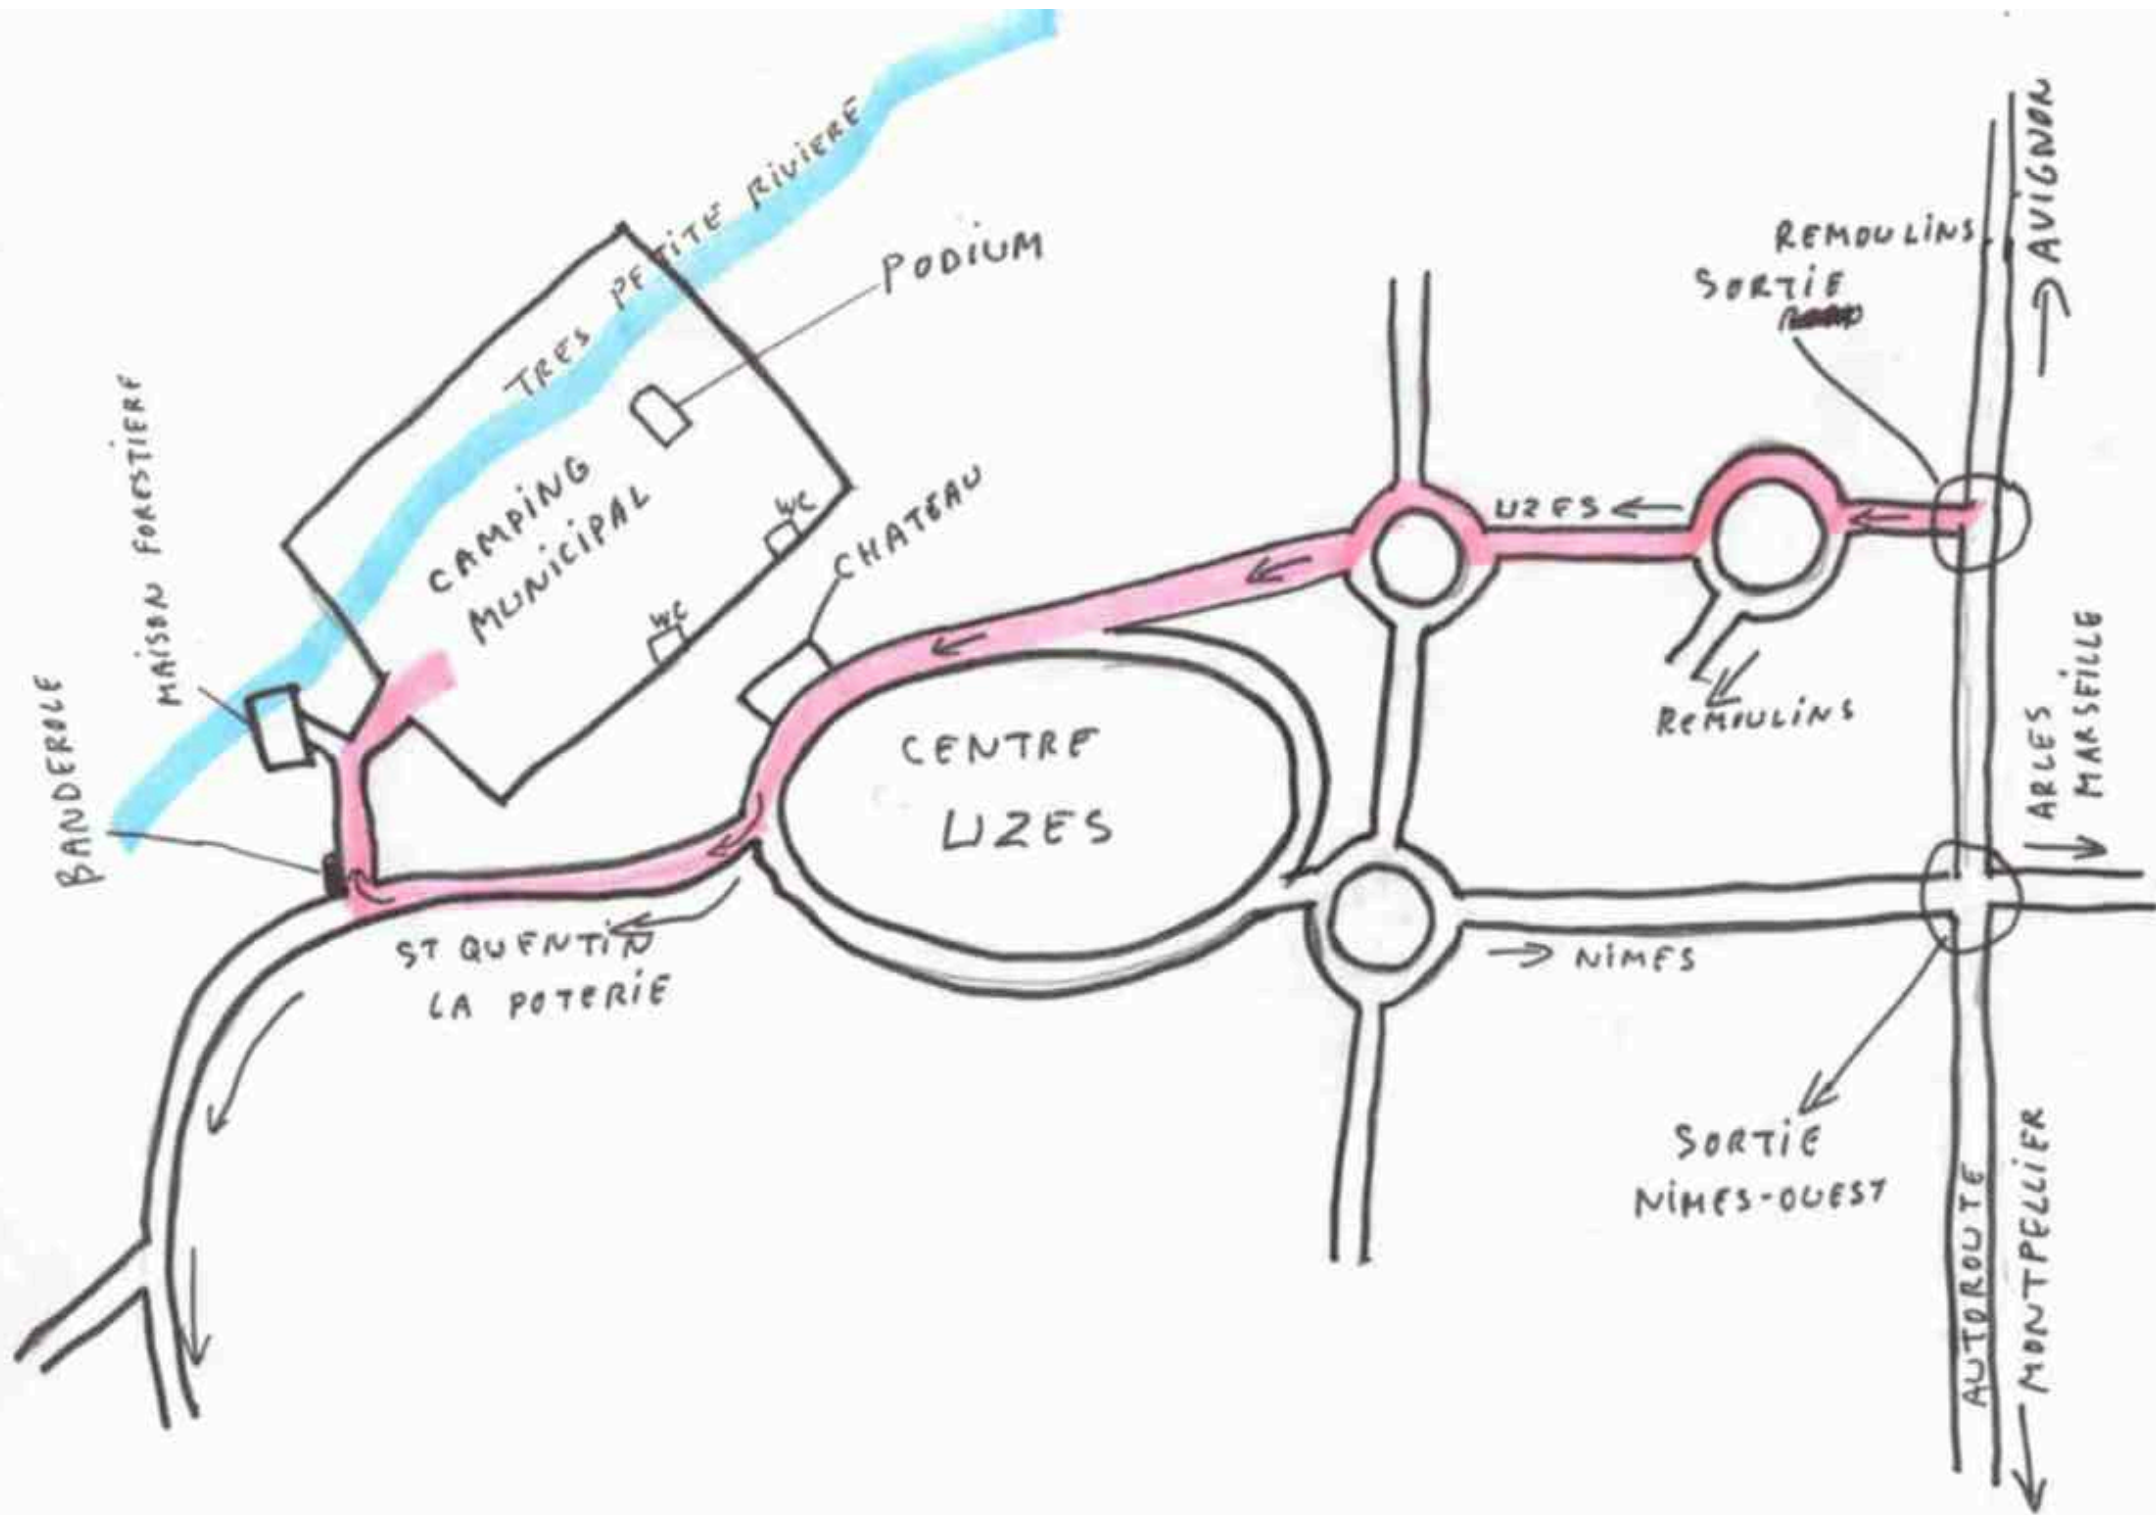 TRES PETITE RIVIERE
PODIUM
MAISON FORESTIERE
CAMPING
MUNICIPAL
WC
WC
CHATEAU
BANDEROLE
CENTRE
UZES
ST QUENTIN
LA POTERIE
UZES
REMOULINS
SORTIE
REMOULINS
AVIGNON
ARLES
MARSEILLE
NIMES
SORTIE
NIMES-OUEST
AUTOROUTE
MONTPELLIER